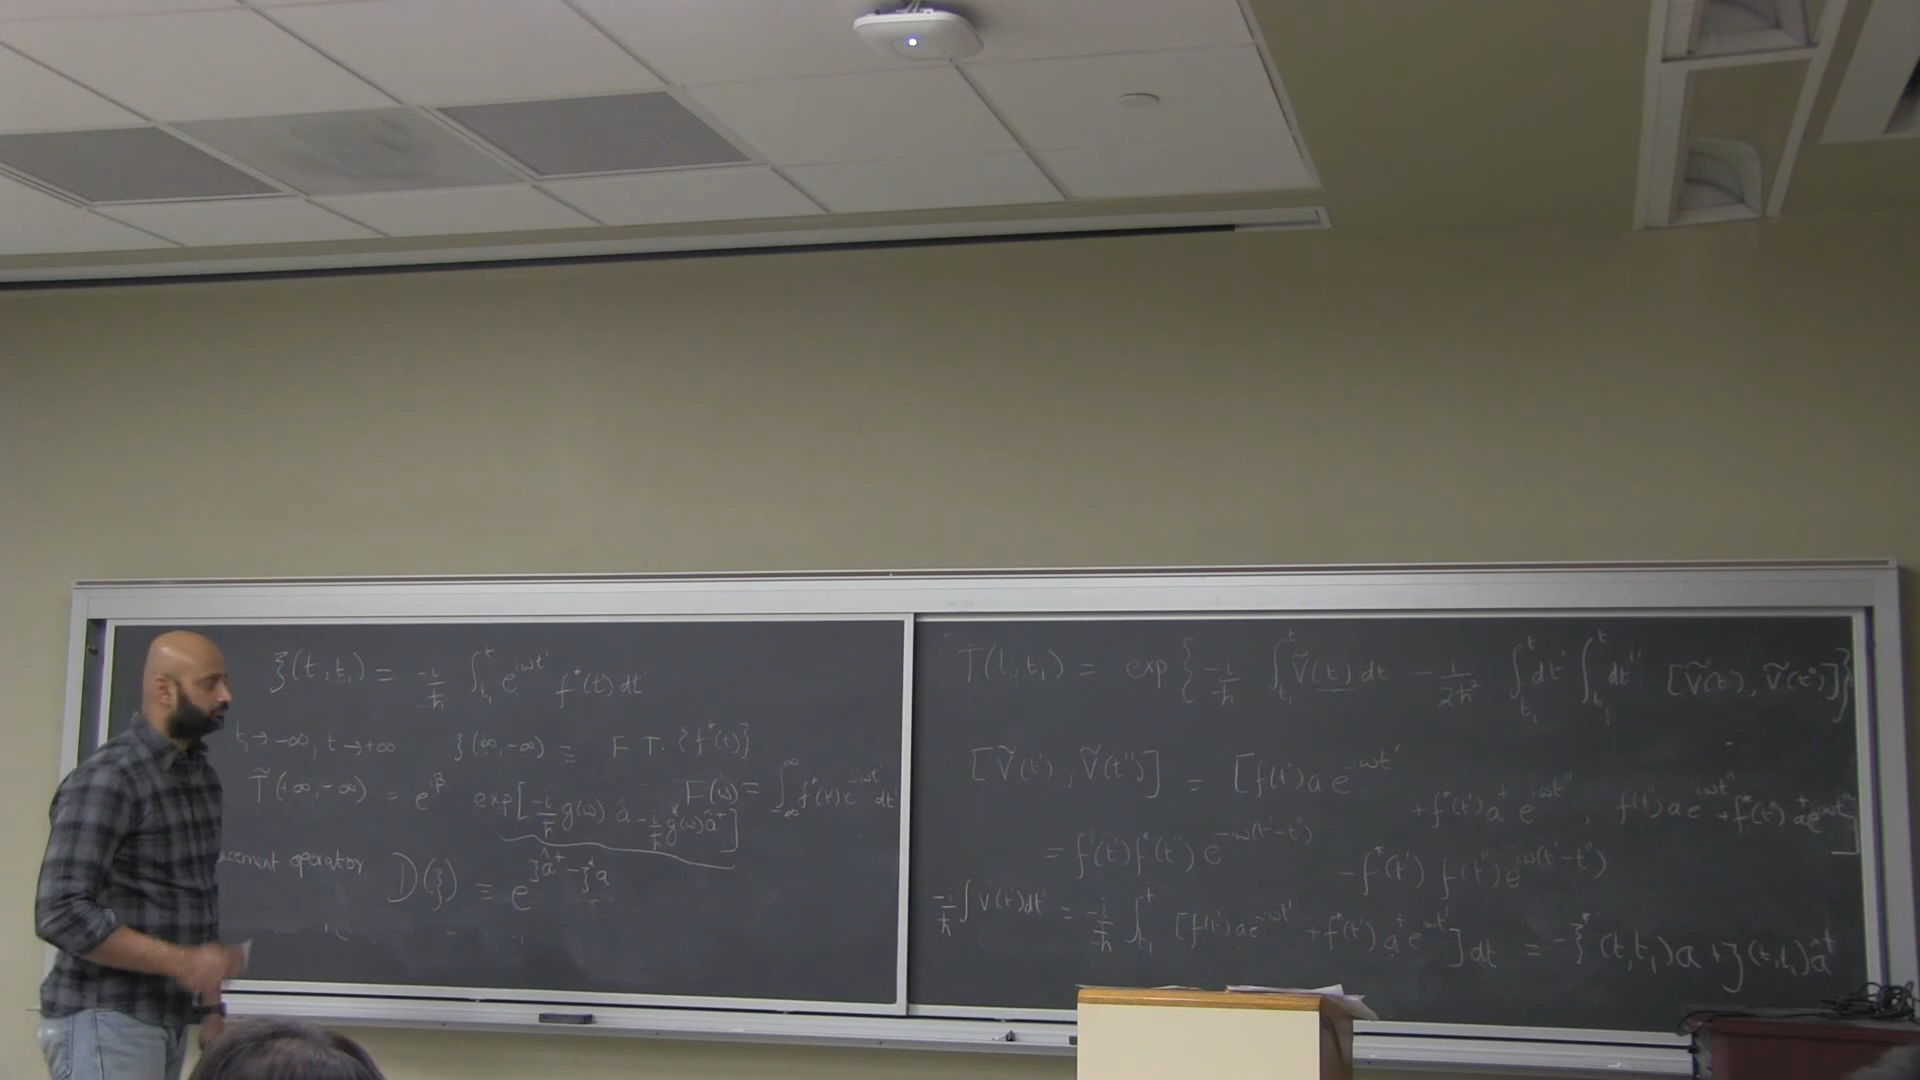 ξ(t,t₁) = -i/ħ ∫_{t₁}^{t} e^{iωt'} f*(t) dt'
t₁→-∞, t→+∞ ξ(∞,-∞) ≡ F.T. {f*(t)}
T̃(+∞,-∞) = e^{iβ} exp[-i/ħ g(ω) â - i/ħ g*(ω) â†]
F(ω) = ∫_{-∞}^{∞} f*(t) e^{-iωt'} dt'
operator D(ξ) ≡ e^{ξâ† - ξ*a}
T(t,t₁) = exp{-i/ħ ∫_{t₁}^{t} Ṽ(t) dt - 1/2ħ² ∫_{t₁}^{t} dt' ∫_{t₁}^{t} dt'' [Ṽ(t'), Ṽ(t'')]}
[Ṽ(t'), Ṽ(t'')] = [f(t') a e^{-iωt'}
+ f*(t') a† e^{iωt''}, f(t'') a e^{-iωt''} + f*(t'') a† e^{iωt''}]
= f(t') f*(t'') e^{-iω(t'-t'')} - f*(t') f(t'') e^{iω(t'-t'')}
-i/ħ ∫ V(t') dt' = -i/ħ ∫_{t₁}^{t} [f(t') a e^{-iωt'} + f*(t') a† e^{iωt'}] dt = -ξ*(t,t₁) a + ξ(t,t₁) â†